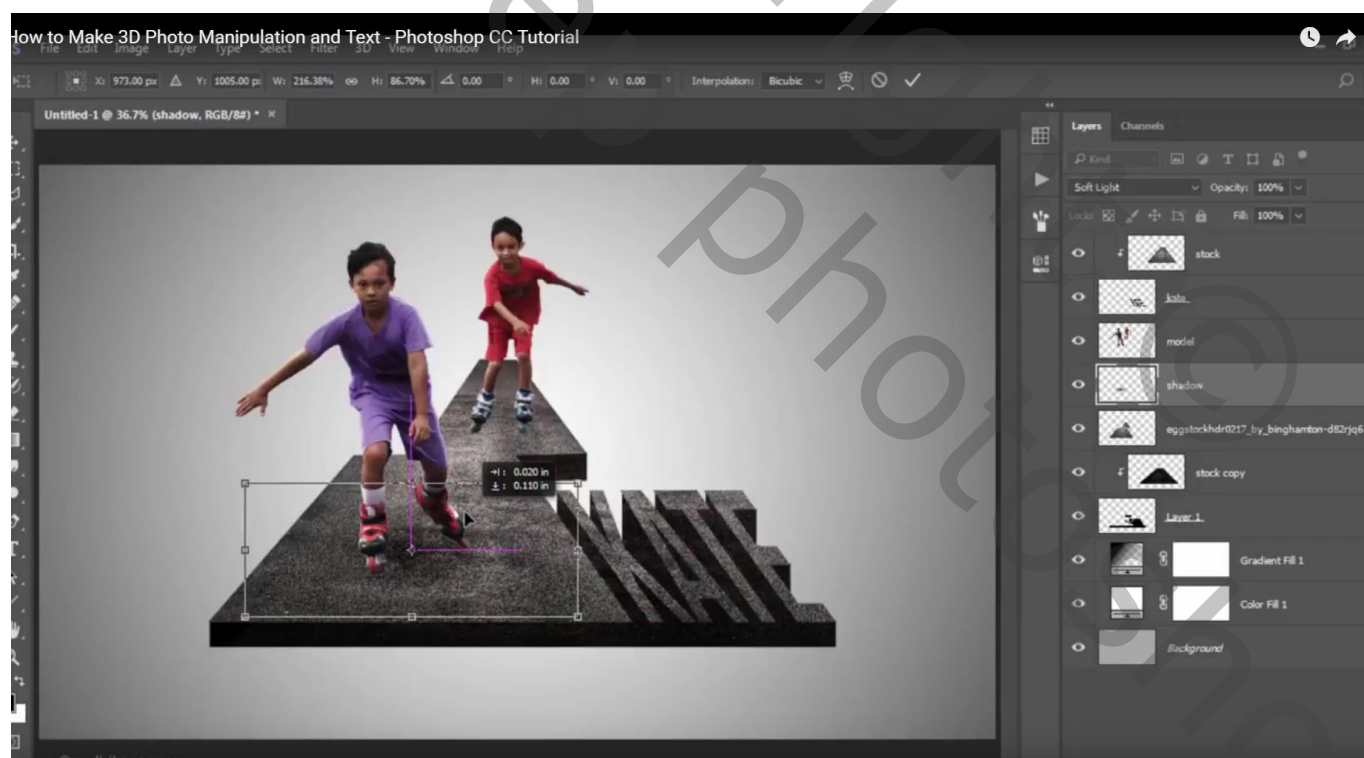 How to Make 3D Photo Manipulation and Text - Photoshop CC Tutorial
File Edit Image Layer Type Select Filter 3D View Window Help
X: 973.00 px Y: 1005.00 p: W: 216.38% H: 86.70% 0.00 ° H: 0.00 ° V: 0.00 ° Interpolation: Bicubic
Untitled-1 @ 36.7% (shadow, RGB/8#) * ×
Layers Channels
Kind
Soft Light Opacity: 100%
Lock: Fill: 100%
stock
kate
model
shadow
eggstockhdr0217_by_binghamton-d82rjq6
stock copy
Layer 1
Gradient Fill 1
Color Fill 1
Background
→|: 0.020 in
0.110 in
KATE
photo
©